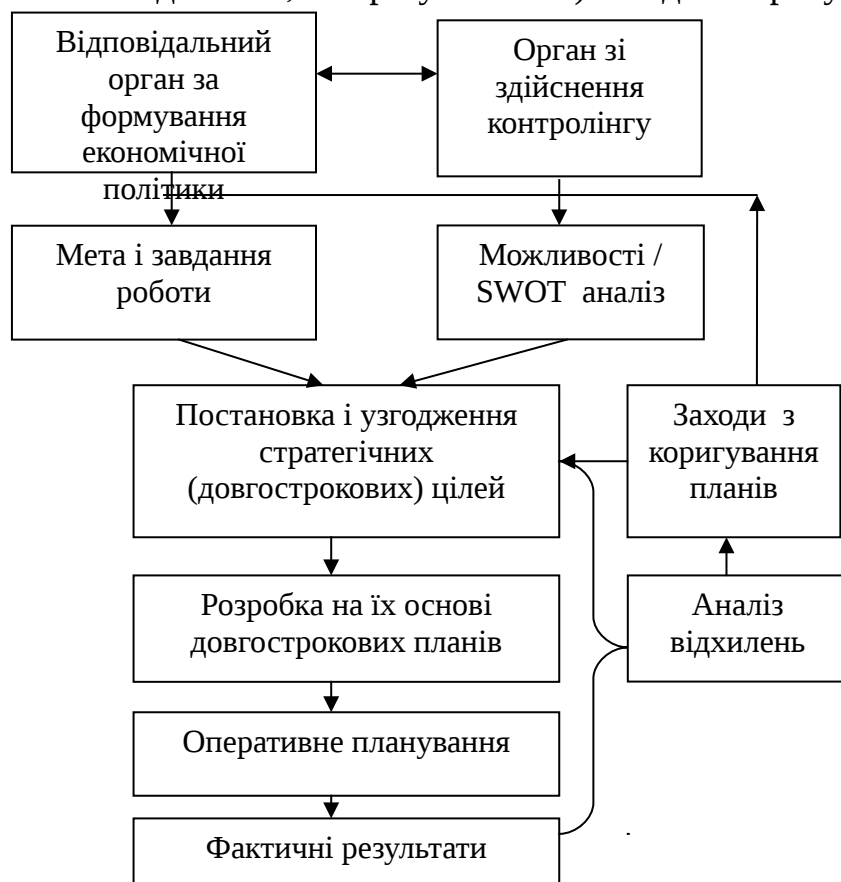 Відповідальний
орган за
формування
економічної
політики
Орган зі
здійснення
контролінгу
Мета і завдання
роботи
Можливості /
SWOT аналіз
Постановка і узгодження
стратегічних
(довгострокових) цілей
Заходи з
коригування
планів
Розробка на їх основі
довгострокових планів
Аналіз
відхилень
Оперативне планування
Фактичні результати